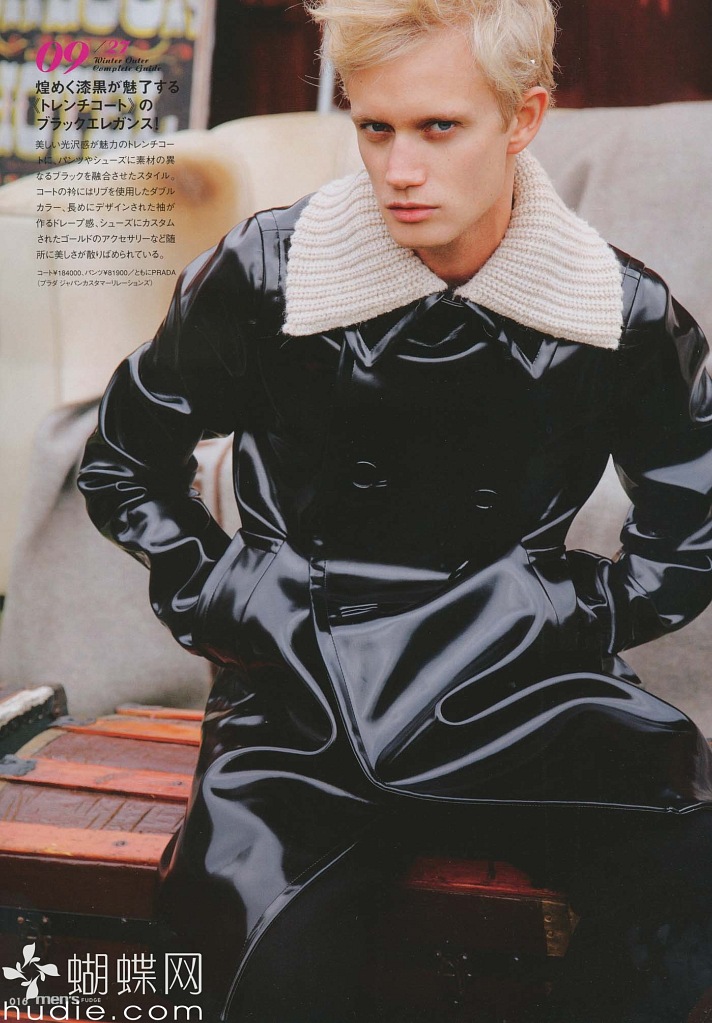 09/21
Winter Outer
Complete Guide
煌めく漆黒が魅了する
《トレンチコート》の
ブラックエレガンス!
美しい光沢感が魅力のトレンチコー
トに、パンツやシューズに素材の異
なるブラックを融合させたスタイル。
コートの衿にはリブを使用したダブル
カラー、長めにデザインされた袖が
作るドレープ感、シューズにカスタム
されたゴールドのアクセサリーなど随
所に美しさが散りばめられている。
コート¥184000、パンツ¥81900/ともにPRADA
(プラダ ジャパンカスタマーリレーションズ)
蝴蝶网
016 men's FUDGE
hudie.com